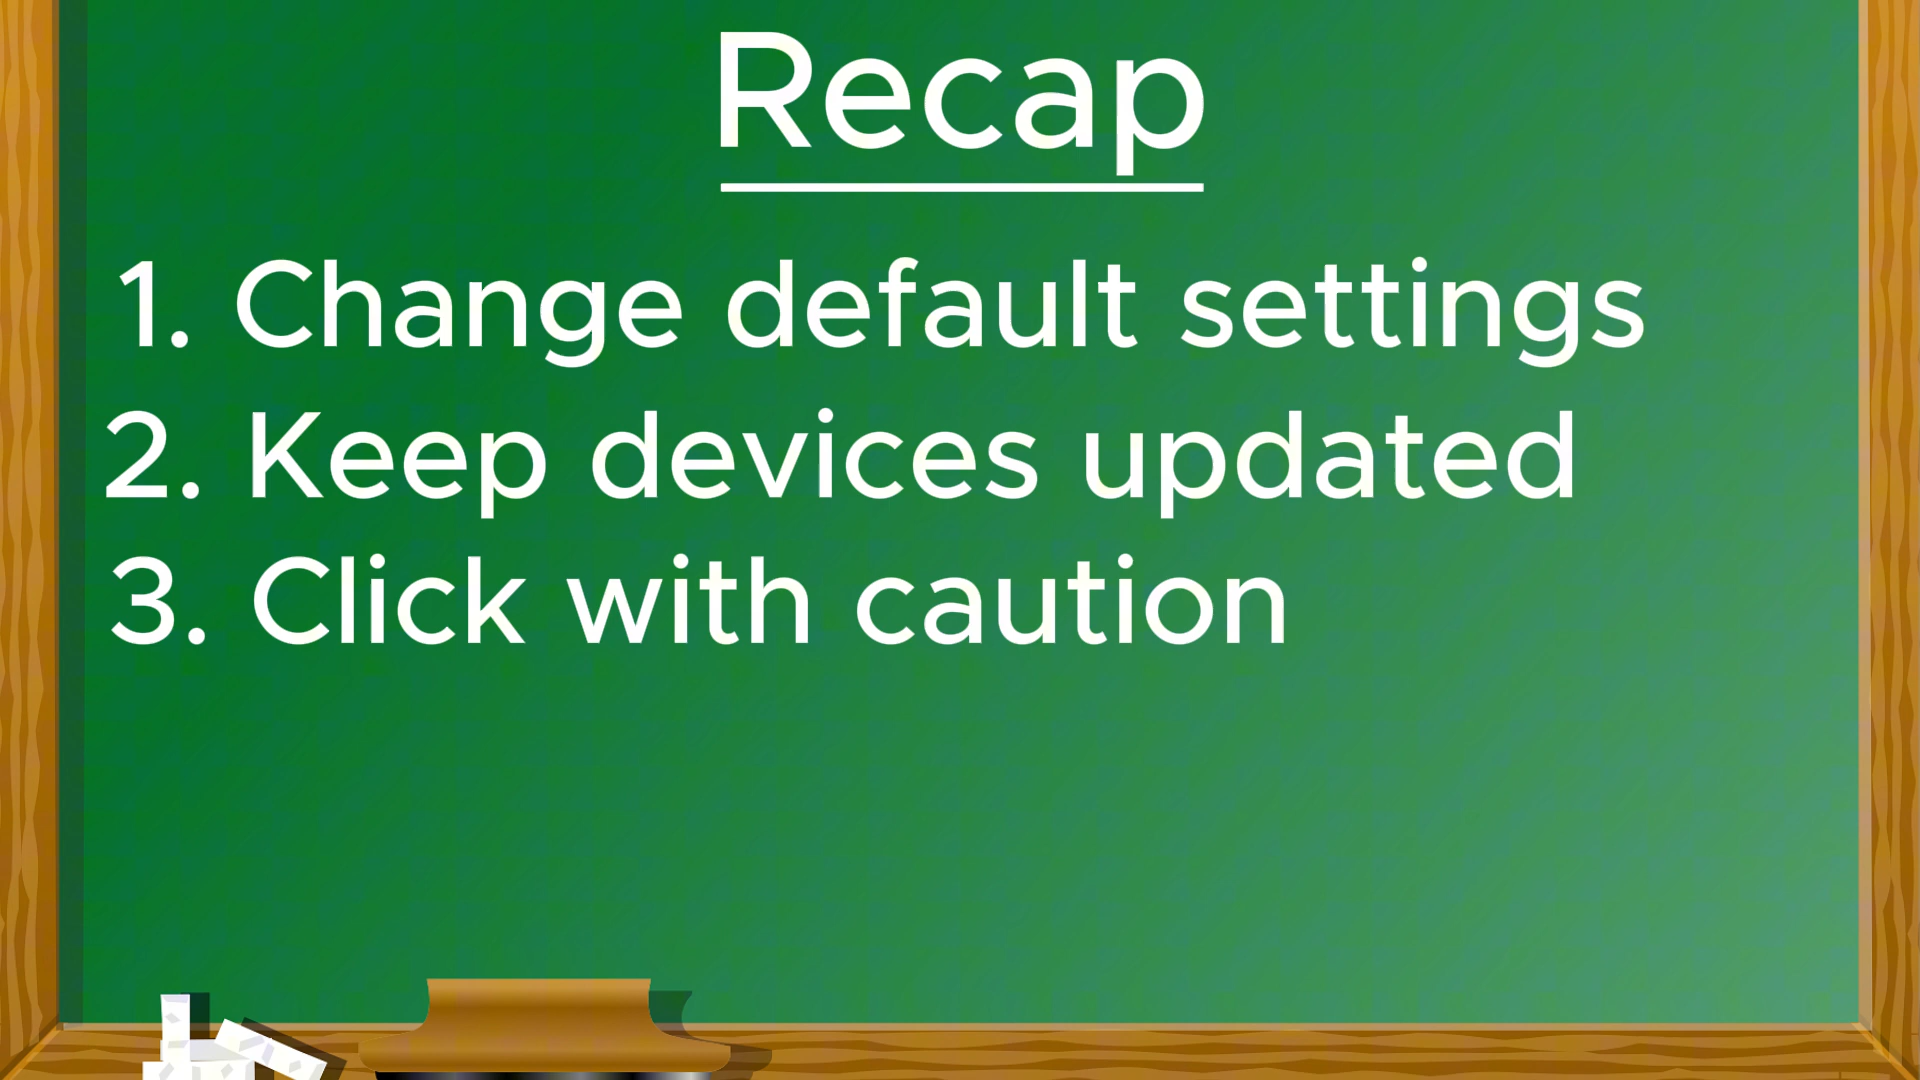 Recap
1. Change default settings
2. Keep devices updated
3. Click with caution